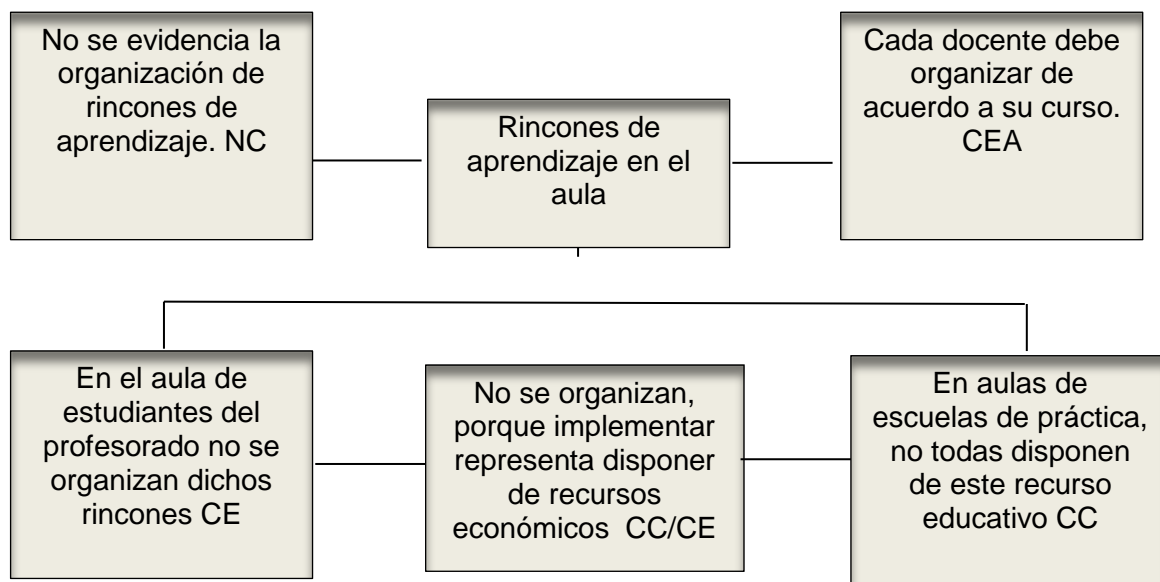 No se evidencia la
organización de
rincones de
aprendizaje. NC
Rincones de
aprendizaje en el
aula
Cada docente debe
organizar de
acuerdo a su curso.
CEA
En el aula de
estudiantes del
profesorado no se
organizan dichos
rincones CE
No se organizan,
porque implementar
representa disponer
de recursos
económicos  CC/CE
En aulas de
escuelas de práctica,
no todas disponen
de este recurso
educativo CC